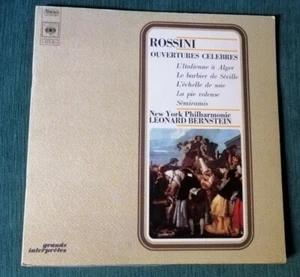 ROSSINI
OUVERTURES CELEBRES
L'Italienne à Alger
Le barbier de Séville
L'échelle de soie
La pie voleuse
Sémiramis
New York Philharmonic
LEONARD BERNSTEIN
grands
interprètes